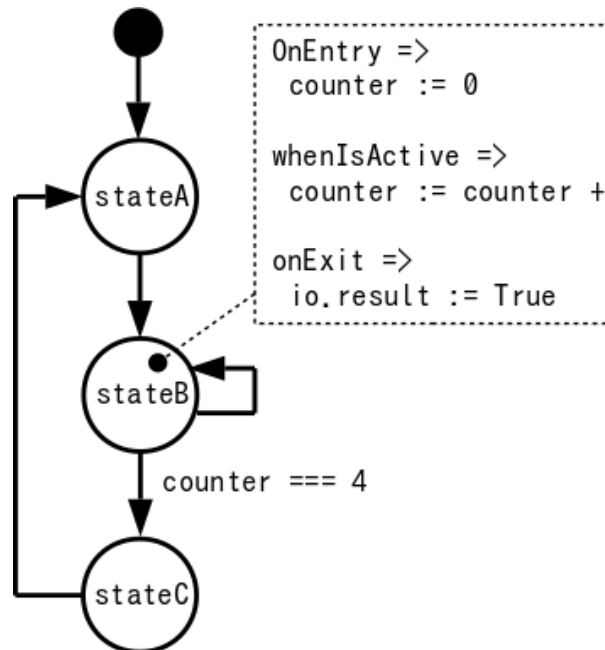 OnEntry =>
counter := 0
whenIsActive =>
counter := counter +
onExit =>
io.result := True
stateA
stateB
counter === 4
stateC